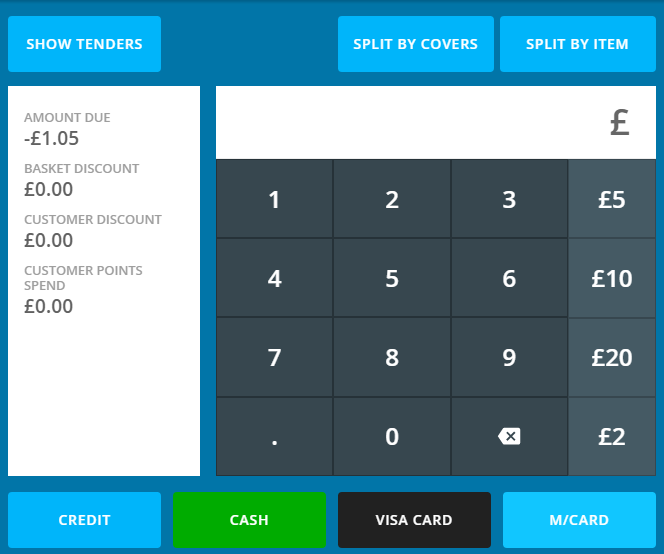 SHOW TENDERS
SPLIT BY COVERS
SPLIT BY ITEM
AMOUNT DUE
-£1.05
BASKET DISCOUNT
£0.00
CUSTOMER DISCOUNT
£0.00
CUSTOMER POINTS
SPEND
£0.00
£
1 2 3 £5
4 5 6 £10
7 8 9 £20
. 0 £2
CREDIT
CASH
VISA CARD
M/CARD